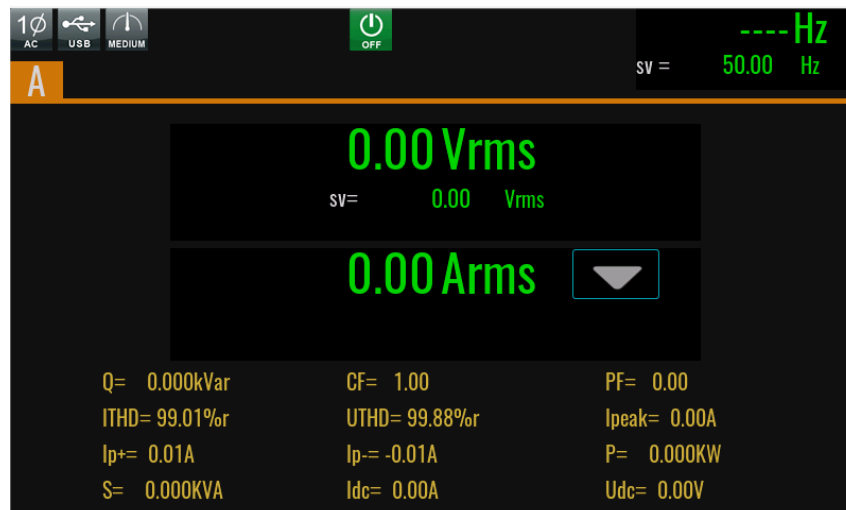 1Ø
AC
USB
MEDIUM
OFF
---- Hz
sv = 50.00 Hz
A
0.00 Vrms
sv= 0.00 Vrms
0.00 Arms
Q= 0.000kVar CF= 1.00 PF= 0.00
ITHD= 99.01%r UTHD= 99.88%r Ipeak= 0.00A
Ip+= 0.01A Ip-= -0.01A P= 0.000KW
S= 0.000KVA Idc= 0.00A Udc= 0.00V